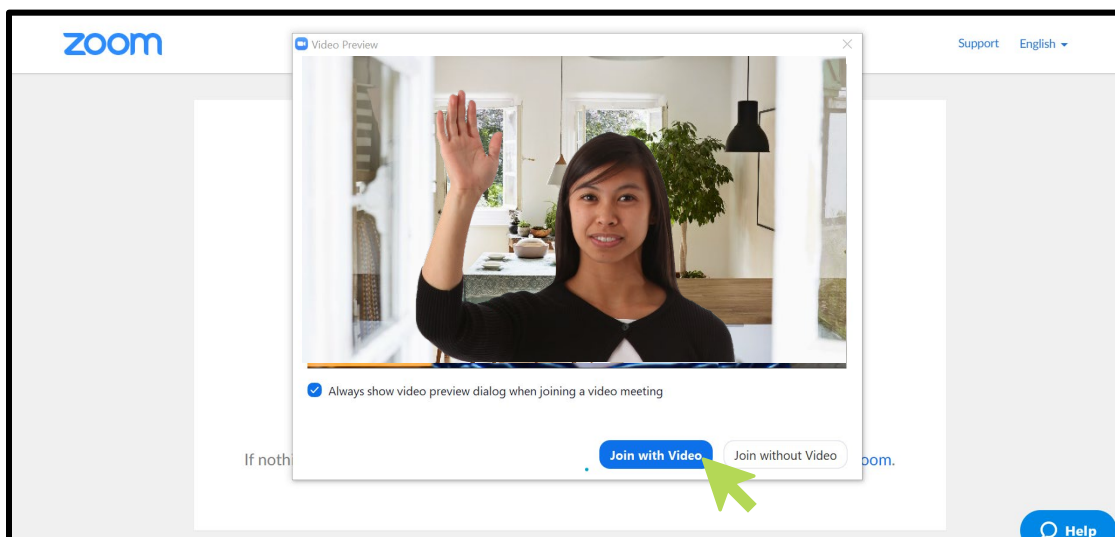 zoom
Support English
Video Preview
Always show video preview dialog when joining a video meeting
Join with Video Join without Video
If nothi oom.
Help